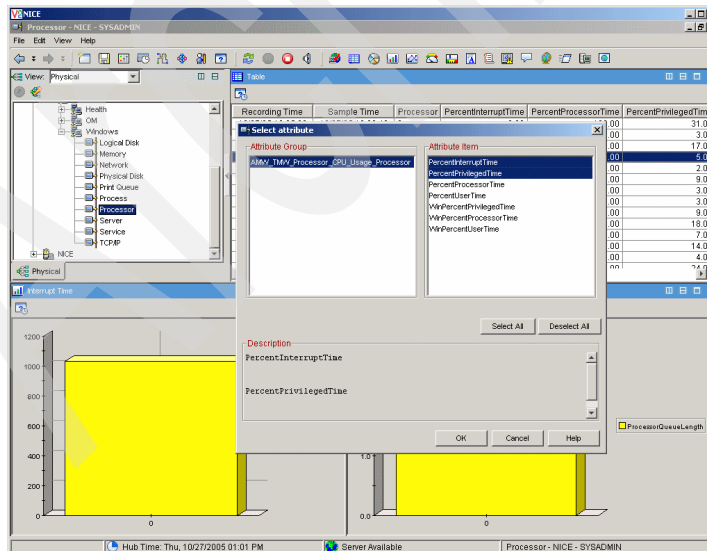 NICE
Processor - NICE - SYSADMIN
File Edit View Help
View: Physical
Table
Health
OM
Windows
Logical Disk
Memory
Network
Physical Disk
Print Queue
Process
Processor
Server
Service
TCP/IP
NICE
Physical
Recording Time Sample Time Processor PercentInterruptTime PercentProcessorTime PercentPrivilegedTim
31.0
.00 3.0
.00 17.0
.00 5.0
.00 2.0
.00 9.0
.00 3.0
.00 3.0
.00 9.0
.00 18.0
.00 7.0
.00 14.0
.00 4.0
Select attribute
Attribute Group
AMW_TMW_Processor_CPU_Usage_Processor
Attribute Item
PercentInterruptTime
PercentPrivilegedTime
PercentProcessorTime
PercentUserTime
WinPercentPrivilegedTime
WinPercentProcessorTime
WinPercentUserTime
Select All Deselect All
Description
PercentInterruptTime
PercentPrivilegedTime
OK Cancel Help
Interrupt Time
1200
1000
800
600
400
200
0
0
1.0
0.0
0
ProcessorQueueLength
Hub Time: Thu, 10/27/2005 01:01 PM Server Available Processor - NICE - SYSADMIN